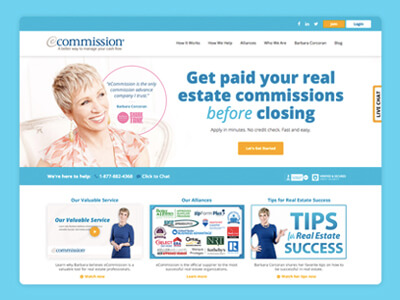 Join
Login
ecommission
A better way to manage your cash flow
How It Works
How We Help
Alliances
Who We Are
Barbara Corcoran
Blog
"eCommission is the only
commission advance
company I trust."
Barbara Corcoran
SHARK
TANK
Get paid your real
estate commissions
before closing
Apply in minutes. No credit check. Fast and easy.
Let's Get Started
LIVE CHAT
We're here to help:
1-877-882-4368
Click to Chat
Our Valuable Service
Our Alliances
Tips for Real Estate Success
Our Valuable Service
ecommission
zipForm Plus
REALTOR
TIPS
for Real Estate
SUCCESS
Learn why Barbara believes eCommission is a
valuable tool for real estate professionals.
Watch now
eCommission is the official supplier to the most
successful real estate organizations.
Learn more
Barbara Corcoran shares her favorite tips on how to
be successful in real estate.
Watch now